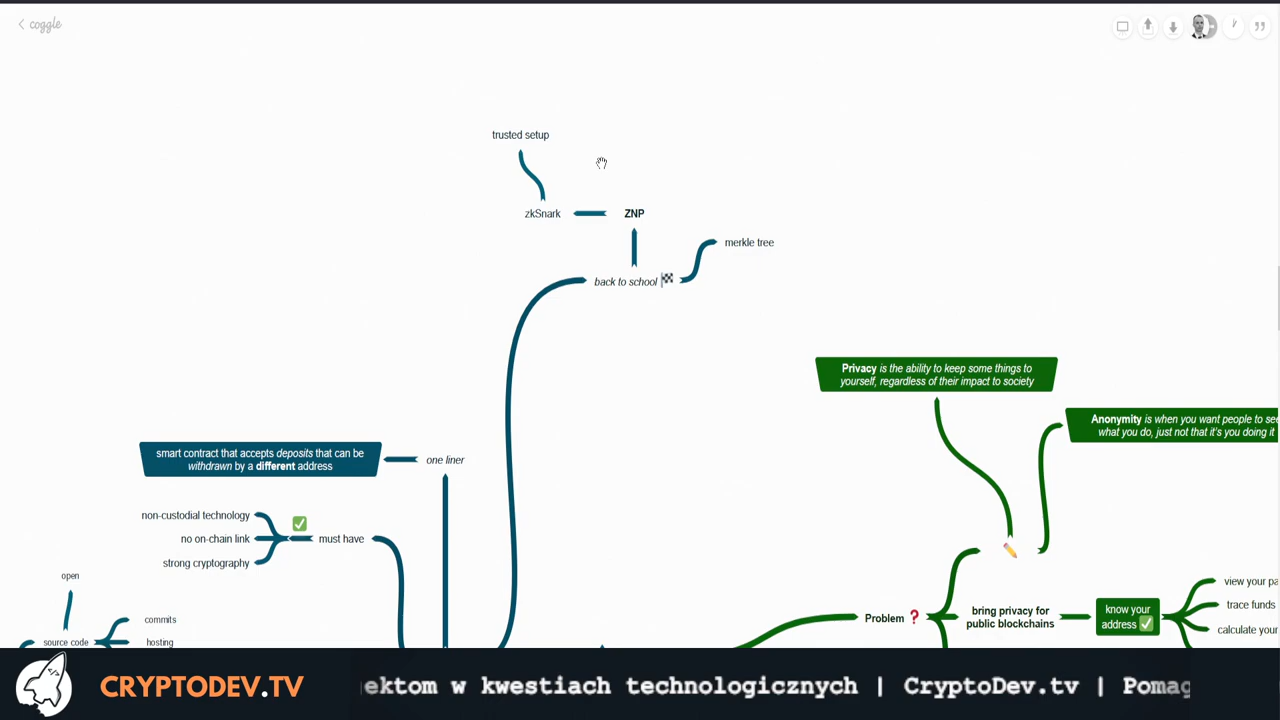 coggle
trusted setup
zkSnark
ZNP
merkle tree
back to school
Privacy is the ability to keep some things to
yourself, regardless of their impact to society
Anonymity is when you want people to see
what you do, just not that it's you doing it
smart contract that accepts deposits that can be
withdrawn by a different address
one liner
non-custodial technology
no on-chain link
strong cryptography
must have
open
commits
source code
hosting
Problem
bring privacy for
public blockchains
know your
address
view your pa
trace funds
calculate your
CRYPTODEV.TV
ektom w kwestiach technologicznych | CryptoDev.tv | Pomag